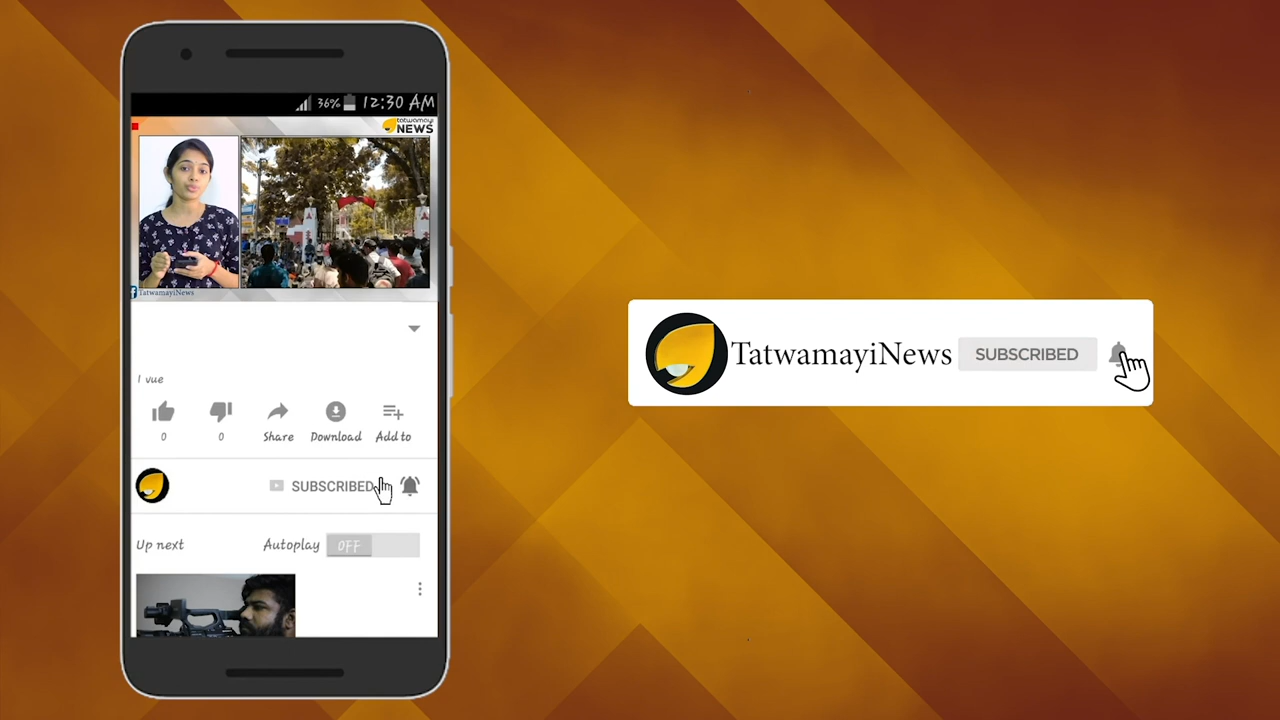 36% 12:30 AM
tatwamayi
NEWS
TatwamayiNews
1 vue
0 0 Share Download Add to
SUBSCRIBED
Up next Autoplay OFF
TatwamayiNews SUBSCRIBED